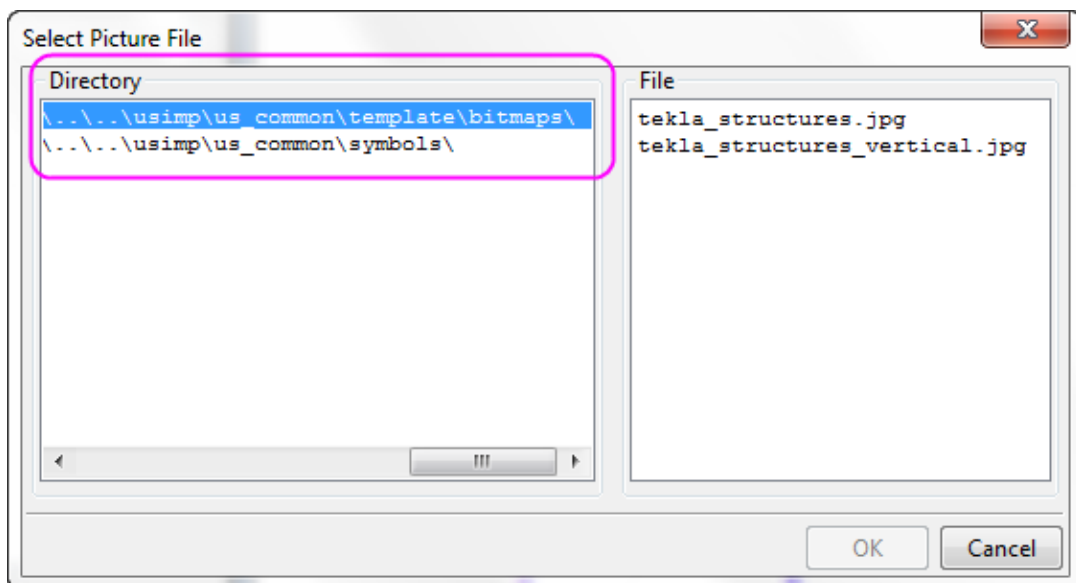 Select Picture File
Directory
\..\..\usimp\us_common\template\bitmaps\
\..\..\usimp\us_common\symbols\
File
tekla_structures.jpg
tekla_structures_vertical.jpg
OK
Cancel